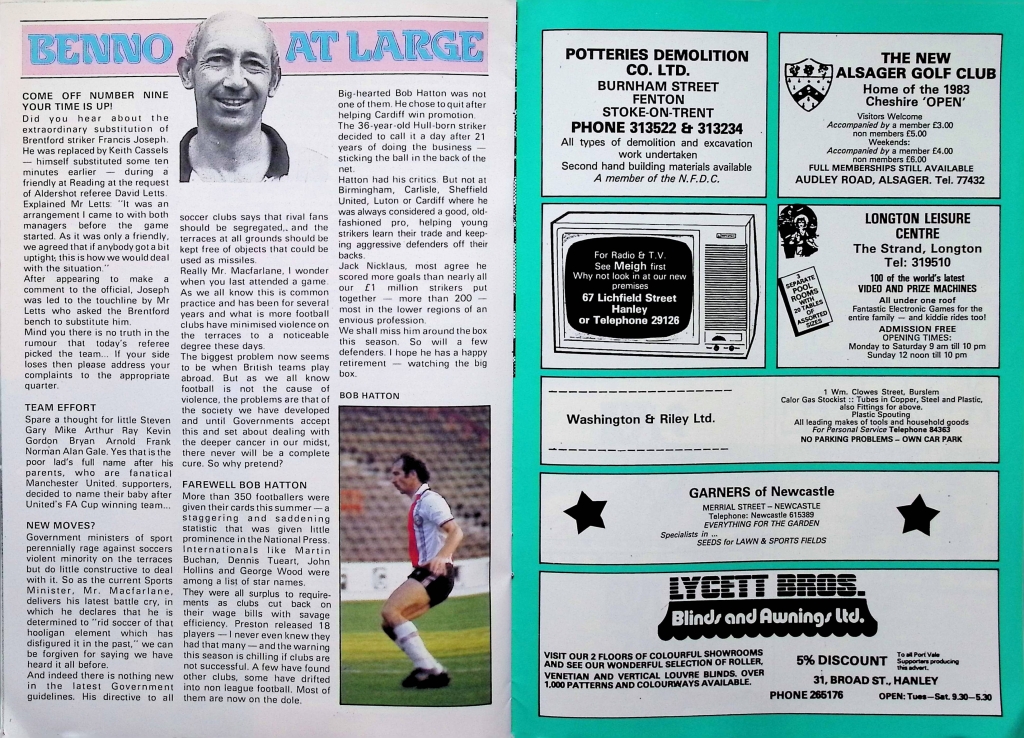 BENNO AT LARGE
COME OFF NUMBER NINE
YOUR TIME IS UP!
Did you hear about the
extraordinary substitution of
Brentford striker Francis Joseph.
He was replaced by Keith Cassels
— himself substituted some ten
minutes earlier — during a
friendly at Reading at the request
of Aldershot referee David Letts.
Explained Mr Letts: "It was an
arrangement I came to with both
managers before the game
started. As it was only a friendly,
we agreed that if anybody got a bit
uptight; this is how we would deal
with the situation."
After appearing to make a
comment to the official, Joseph
was led to the touchline by Mr
Letts who asked the Brentford
bench to substitute him.
Mind you there is no truth in the
rumour that today's referee
picked the team... If your side
loses then please address your
complaints to the appropriate
quarter.
TEAM EFFORT
Spare a thought for little Steven
Gary Mike Arthur Ray Kevin
Gordon Bryan Arnold Frank
Norman Alan Gale. Yes that is the
poor lad's full name after his
parents, who are fanatical
Manchester United supporters,
decided to name their baby after
United's FA Cup winning team...
NEW MOVES?
Government ministers of sport
perennially rage against soccers
violent minority on the terraces
but do little constructive to deal
with it. So as the current Sports
Minister, Mr. Macfarlane,
delivers his latest battle cry, in
which he declares that he is
determined to "rid soccer of that
hooligan element which has
disfigured it in the past," we can
be forgiven for saying we have
heard it all before.
And indeed there is nothing new
in the latest Government
guidelines. His directive to all
soccer clubs says that rival fans
should be segregated,. and the
terraces at all grounds should be
kept free of objects that could be
used as missiles.
Really Mr. Macfarlane, I wonder
when you last attended a game.
As we all know this is common
practice and has been for several
years and what is more football
clubs have minimised violence on
the terraces to a noticeable
degree these days.
The biggest problem now seems
to be when British teams play
abroad. But as we all know
football is not the cause of
violence, the problems are that of
the society we have developed
and until Governments accept
this and set about dealing with
the deeper cancer in our midst,
there never will be a complete
cure. So why pretend?
FAREWELL BOB HATTON
More than 350 footballers were
given their cards this summer — a
staggering and saddening
statistic that was given little
prominence in the National Press.
Internationals like Martin
Buchan, Dennis Tueart, John
Hollins and George Wood were
among a list of star names.
They were all surplus to require-
ments as clubs cut back on
their wage bills with savage
efficiency. Preston released 18
players — I never even knew they
had that many — and the warning
this season is chilling if clubs are
not successful. A few have found
other clubs, some have drifted
into non league football. Most of
them are now on the dole.
Big-hearted Bob Hatton was not
one of them. He chose to quit after
helping Cardiff win promotion.
The 36-year-old Hull-born striker
decided to call it a day after 21
years of doing the business —
sticking the ball in the back of the
net.
Hatton had his critics. But not at
Birmingham, Carlisle, Sheffield
United, Luton or Cardiff where he
was always considered a good, old-
fashioned pro, helping young
strikers learn their trade and keep-
ing aggressive defenders off their
backs.
Jack Nicklaus, most agree he
scored more goals than nearly all
our £1 million strikers put
together — more than 200 —
most in the lower regions of an
envious profession.
We shall miss him around the box
this season. So will a few
defenders. I hope he has a happy
retirement — watching the big
box.
BOB HATTON
POTTERIES DEMOLITION
CO. LTD.
BURNHAM STREET
FENTON
STOKE-ON-TRENT
PHONE 313522 & 313234
All types of demolition and excavation
work undertaken
Second hand building materials available
A member of the N.F.D.C.
THE NEW
ALSAGER GOLF CLUB
Home of the 1983
Cheshire 'OPEN'
Visitors Welcome
Accompanied by a member £3.00
non members £5.00
Weekends:
Accompanied by a member £4.00
non members £6.00
FULL MEMBERSHIPS STILL AVAILABLE
AUDLEY ROAD, ALSAGER. Tel. 77432
For Radio & T.V.
See Meigh first
Why not look in at our new
premises
67 Lichfield Street
Hanley
or Telephone 29126
LONGTON LEISURE
CENTRE
The Strand, Longton
Tel: 319510
3
SEPARATE
POOL
ROOMS
WITH
20 TABLES
OF
ASSORTED
SIZES
100 of the world's latest
VIDEO AND PRIZE MACHINES
All under one roof
Fantastic Electronic Games for the
entire family — and kiddie rides too!
ADMISSION FREE
OPENING TIMES:
Monday to Saturday 9 am till 10 pm
Sunday 12 noon till 10 pm
Washington & Riley Ltd.
1 Wm. Clowes Street, Burslem
Calor Gas Stockist :: Tubes in Copper, Steel and Plastic,
also Fittings for above.
Plastic Spouting
All leading makes of tools and household goods
For Personal Service Telephone 84363
NO PARKING PROBLEMS – OWN CAR PARK
GARNERS of Newcastle
MERRIAL STREET – NEWCASTLE
Telephone: Newcastle 615389
EVERYTHING FOR THE GARDEN
Specialists in ...
SEEDS for LAWN & SPORTS FIELDS
LYCETT BROS.
Blinds and Awnings Ltd.
VISIT OUR 2 FLOORS OF COLOURFUL SHOWROOMS
AND SEE OUR WONDERFUL SELECTION OF ROLLER,
VENETIAN AND VERTICAL LOUVRE BLINDS. OVER
1,000 PATTERNS AND COLOURWAYS AVAILABLE.
5% DISCOUNT
To all Port Vale
Supporters producing
this advert.
31, BROAD ST., HANLEY
PHONE 265176
OPEN: Tues–Sat. 9.30–5.30